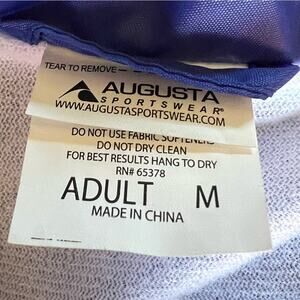 TEAR TO REMOVE
AUGUSTA
SPORTSWEAR®
WWW.AUGUSTASPORTSWEAR.COM
DO NOT USE FABRIC SOFTENERS
DO NOT DRY CLEAN
FOR BEST RESULTS HANG TO DRY
RN# 65378
ADULT M
MADE IN CHINA